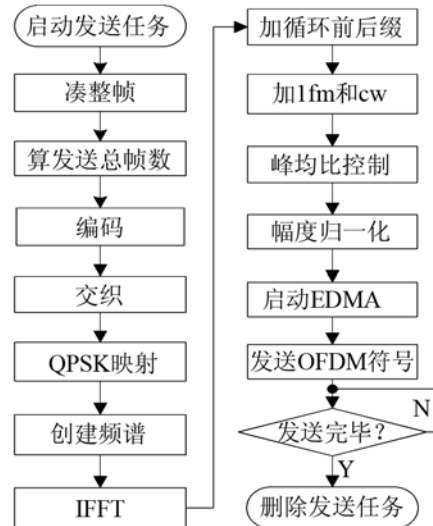 启动发送任务
凑整帧
算发送总帧数
编码
交织
QPSK映射
创建频谱
IFFT
加循环前后缀
加1fm和cw
峰均比控制
幅度归一化
启动EDMA
发送OFDM符号
发送完毕？
N
Y
删除发送任务